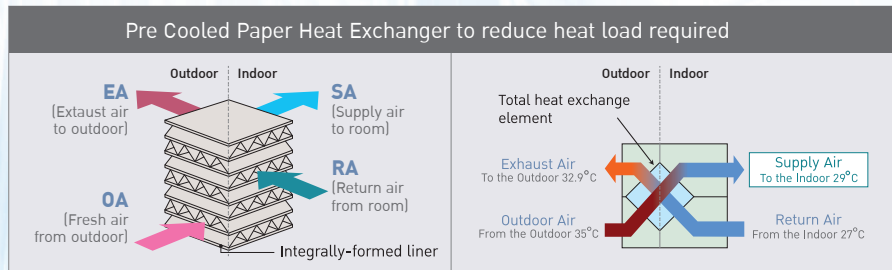 Pre Cooled Paper Heat Exchanger to reduce heat load required
Outdoor Indoor
EA
(Extaust air
to outdoor)
SA
(Supply air
to room)
RA
(Return air
from room)
OA
(Fresh air
from outdoor)
Integrally-formed liner
Outdoor Indoor
Total heat exchange
element
Exhaust Air
To the Outdoor 32.9°C
Supply Air
To the Indoor 29°C
Outdoor Air
From the Outdoor 35°C
Return Air
From the Indoor 27°C